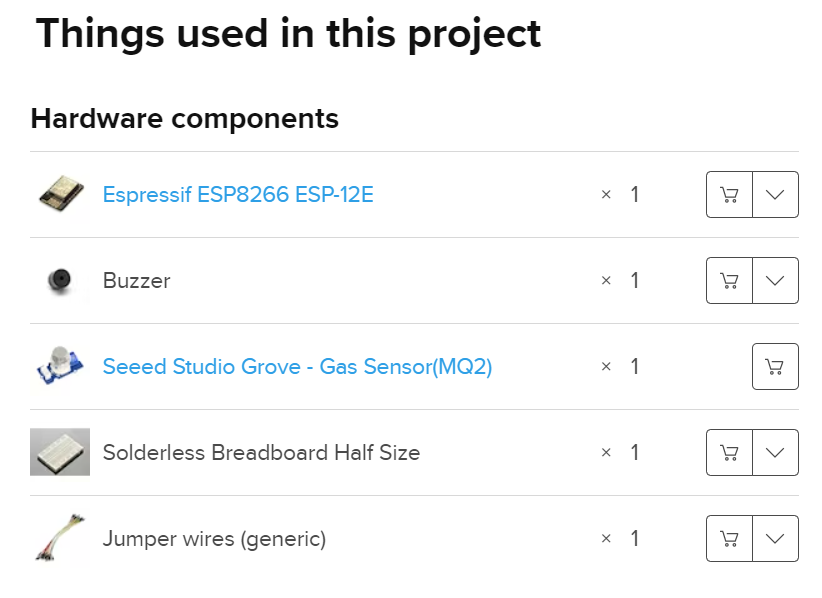 Things used in this project
Hardware components
Espressif ESP8266 ESP-12E × 1
Buzzer × 1
Seeed Studio Grove - Gas Sensor(MQ2) × 1
Solderless Breadboard Half Size × 1
Jumper wires (generic) × 1